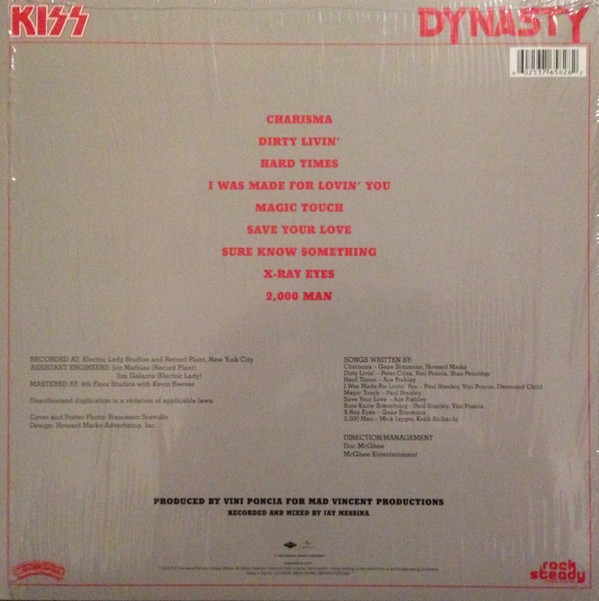 KISS
DYNASTY
CHARISMA
DIRTY LIVIN'
HARD TIMES
I WAS MADE FOR LOVIN' YOU
MAGIC TOUCH
SAVE YOUR LOVE
SURE KNOW SOMETHING
X-RAY EYES
2,000 MAN
RECORDED AT: Electric Lady Studios and Record Plant, New York City
ASSISTANT ENGINEERS: Jon Mathias (Record Plant)
Jim Galante (Electric Lady)
MASTERED AT: 4th Floor Studios with Kevin Reeves
Unauthorized duplication is a violation of applicable laws.
Cover and Poster Photo: Francesco Scavullo
Design: Howard Marks Advertising, Inc.
SONGS WRITTEN BY:
Charisma – Gene Simmons, Howard Marks
Dirty Livin' – Peter Criss, Vini Poncia, Stan Penridge
Hard Times – Ace Frehley
I Was Made For Lovin' You – Paul Stanley, Vini Poncia, Desmond Child
Magic Touch – Paul Stanley
Save Your Love – Ace Frehley
Sure Know Something – Paul Stanley, Vini Poncia
X-Ray Eyes – Gene Simmons
2,000 Man – Mick Jagger, Keith Richards
DIRECTION/MANAGEMENT
Doc McGhee
McGhee Entertainment
PRODUCED BY VINI PONCIA FOR MAD VINCENT PRODUCTIONS
RECORDED AND MIXED BY JAY MESSINA
rock
steady